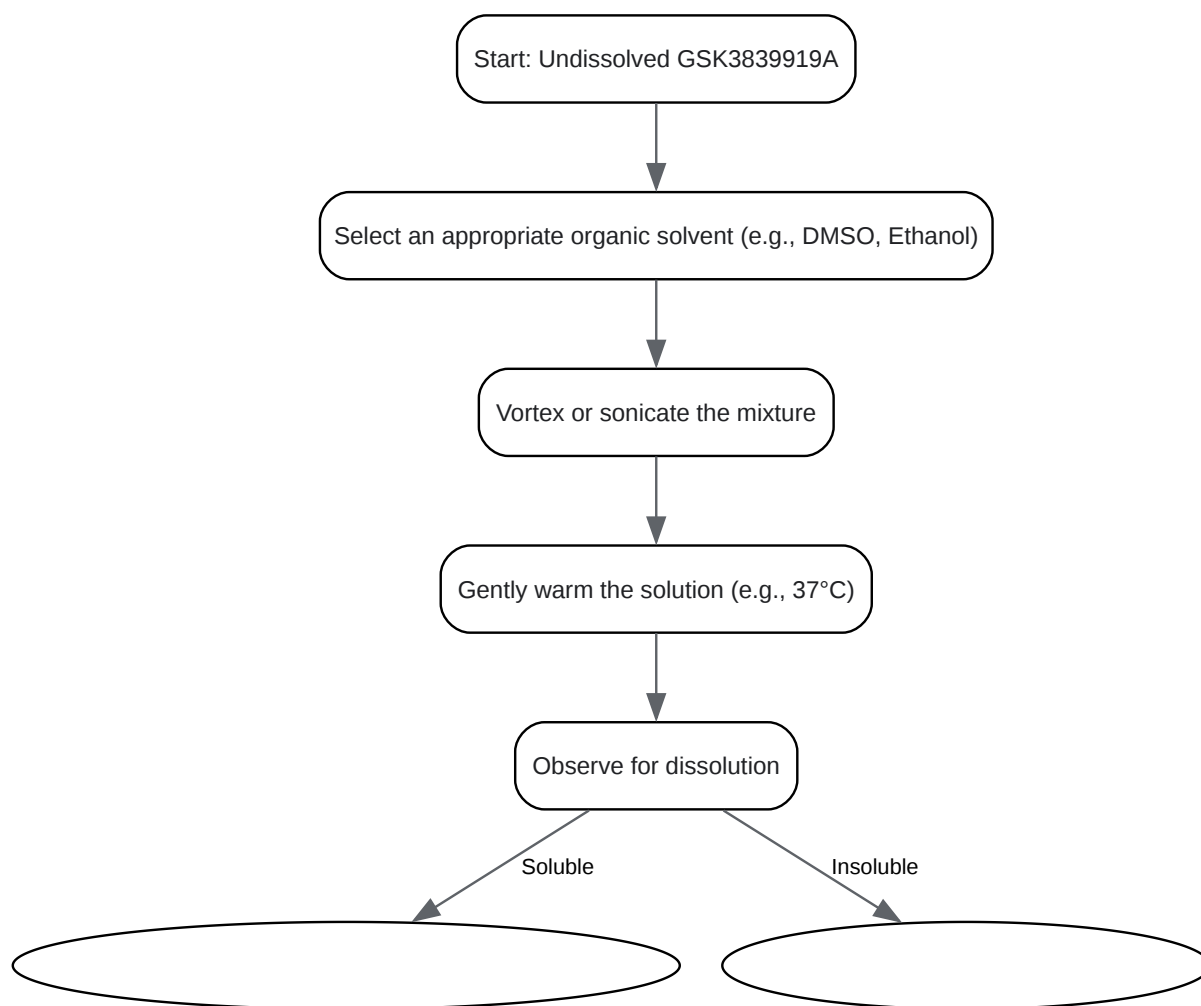 Start: Undissolved GSK3839919A
Select an appropriate organic solvent (e.g., DMSO, Ethanol)
Vortex or sonicate the mixture
Gently warm the solution (e.g., 37°C)
Observe for dissolution
Soluble
Insoluble